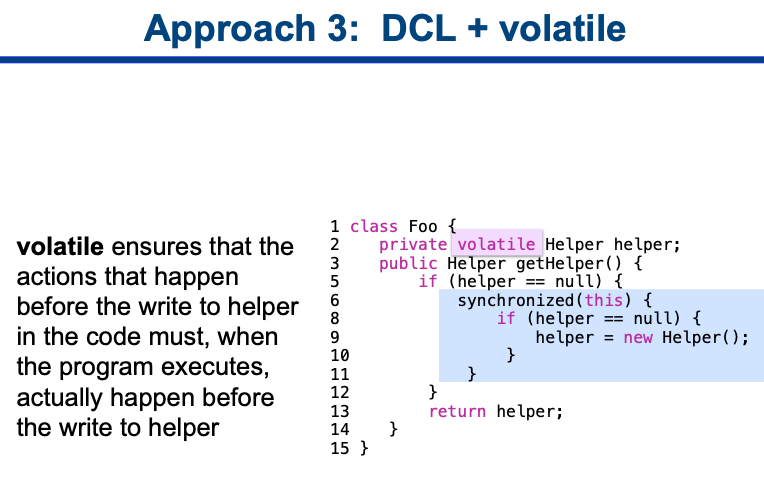 Approach 3:  DCL + volatile
volatile ensures that the
actions that happen
before the write to helper
in the code must, when
the program executes,
actually happen before
the write to helper
1 class Foo {
2    private volatile Helper helper;
3    public Helper getHelper() {
5        if (helper == null) {
6            synchronized(this) {
8                if (helper == null) {
9                    helper = new Helper();
10                 }
11             }
12         }
13         return helper;
14     }
15 }